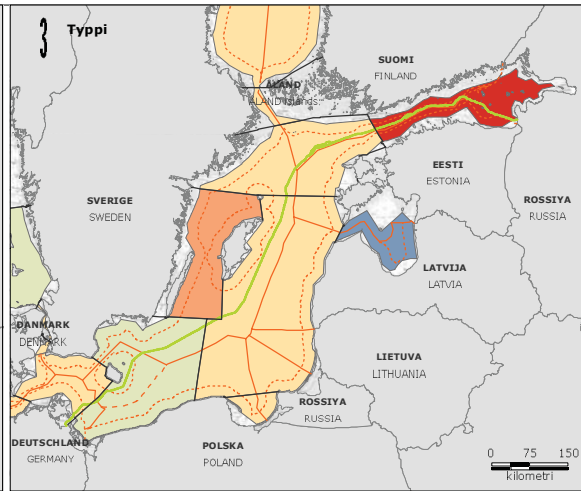 3 Typpi
SUOMI
FINLAND
ÅLAND
ÅLAND Islands
EESTI
ESTONIA
SVERIGE
SWEDEN
ROSSIYA
RUSSIA
LATVIJA
LATVIA
DANMARK
DENMARK
LIETUVA
LITHUANIA
ROSSIYA
RUSSIA
DEUTSCHLAND
GERMANY
POLSKA
POLAND
0 75 150
kilometri